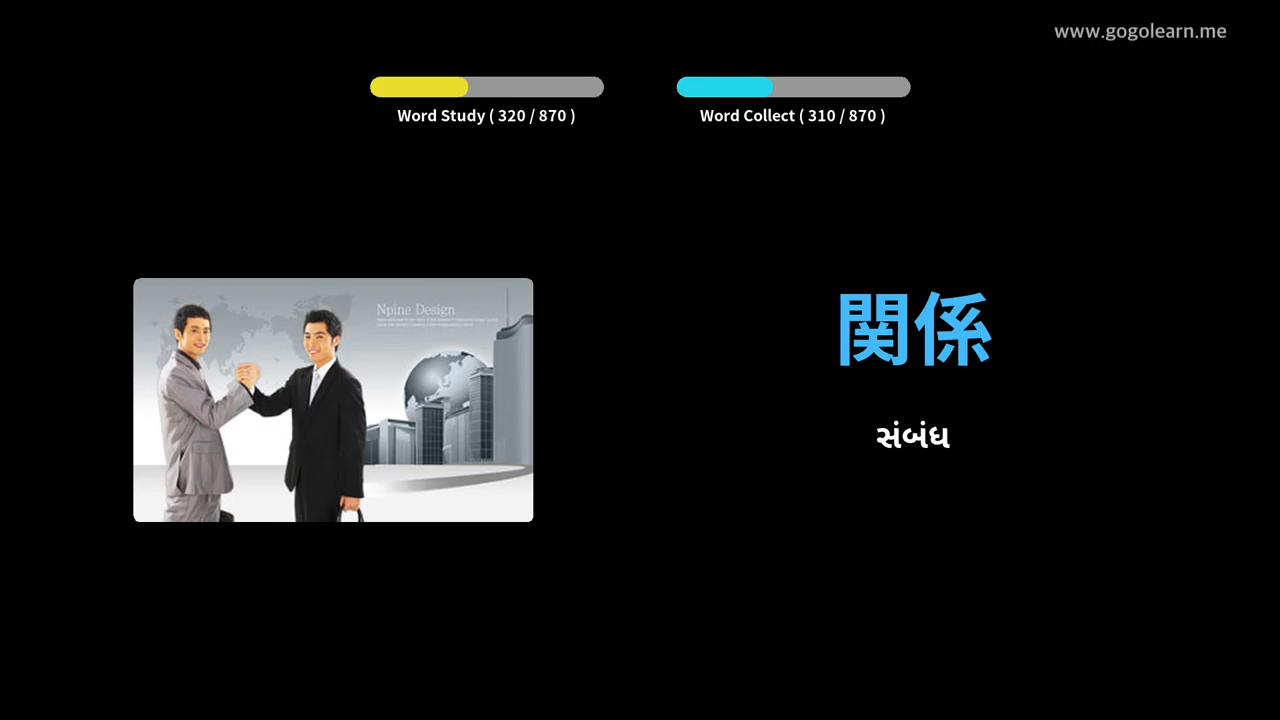 www.gogolearn.me
Word Study ( 320 / 870 )
Word Collect ( 310 / 870 )
Npine Design
関係
સંબંધ